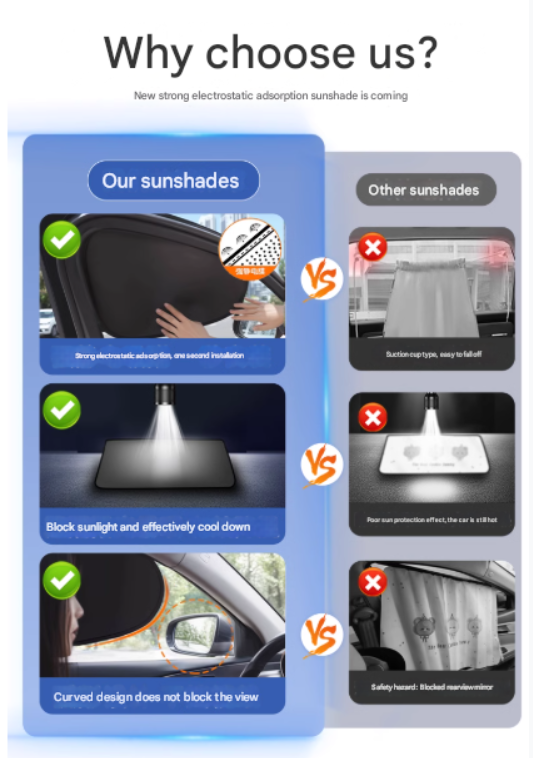 Why choose us?
New strong electrostatic adsorption sunshade is coming
Our sunshades
Other sunshades
Strong electrostatic adsorption, one second installation
VS
Suction cup type, easy to fall off
Block sunlight and effectively cool down
VS
Poor sun protection effect, the car is still hot
Curved design does not block the view
VS
Safety hazard: Blocked rearview mirror